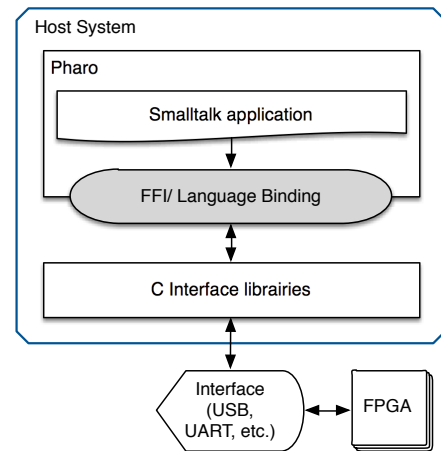 Host System
Pharo
Smalltalk application
FFI/ Language Binding
C Interface librairies
Interface
(USB,
UART, etc.)
FPGA